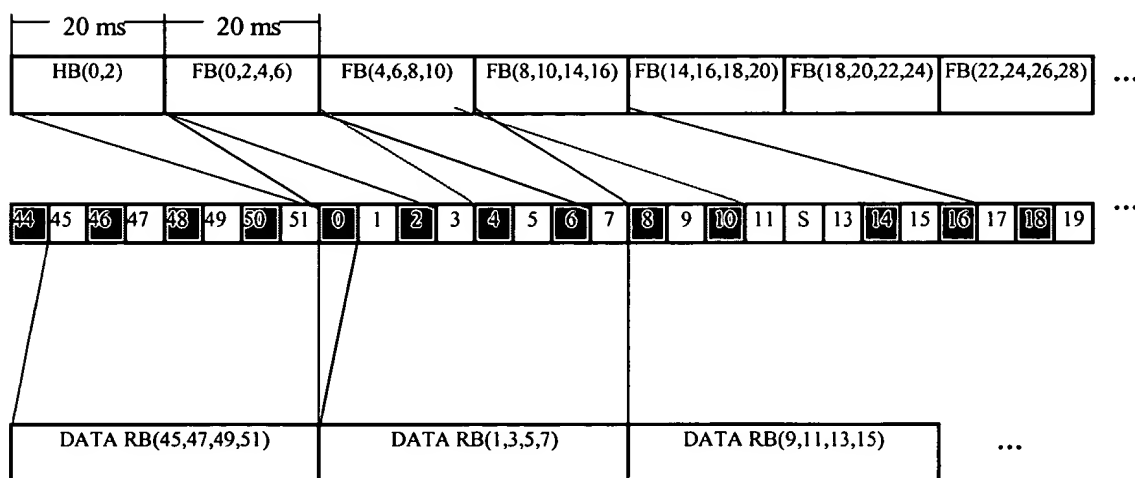 20 ms 20 ms
HB(0,2) FB(0,2,4,6) FB(4,6,8,10) FB(8,10,14,16) FB(14,16,18,20) FB(18,20,22,24) FB(22,24,26,28) ...
44 45 46 47 48 49 50 51 0 1 2 3 4 5 6 7 8 9 10 11 S 13 14 15 16 17 18 19 ...
DATA RB(45,47,49,51) DATA RB(1,3,5,7) DATA RB(9,11,13,15) ...